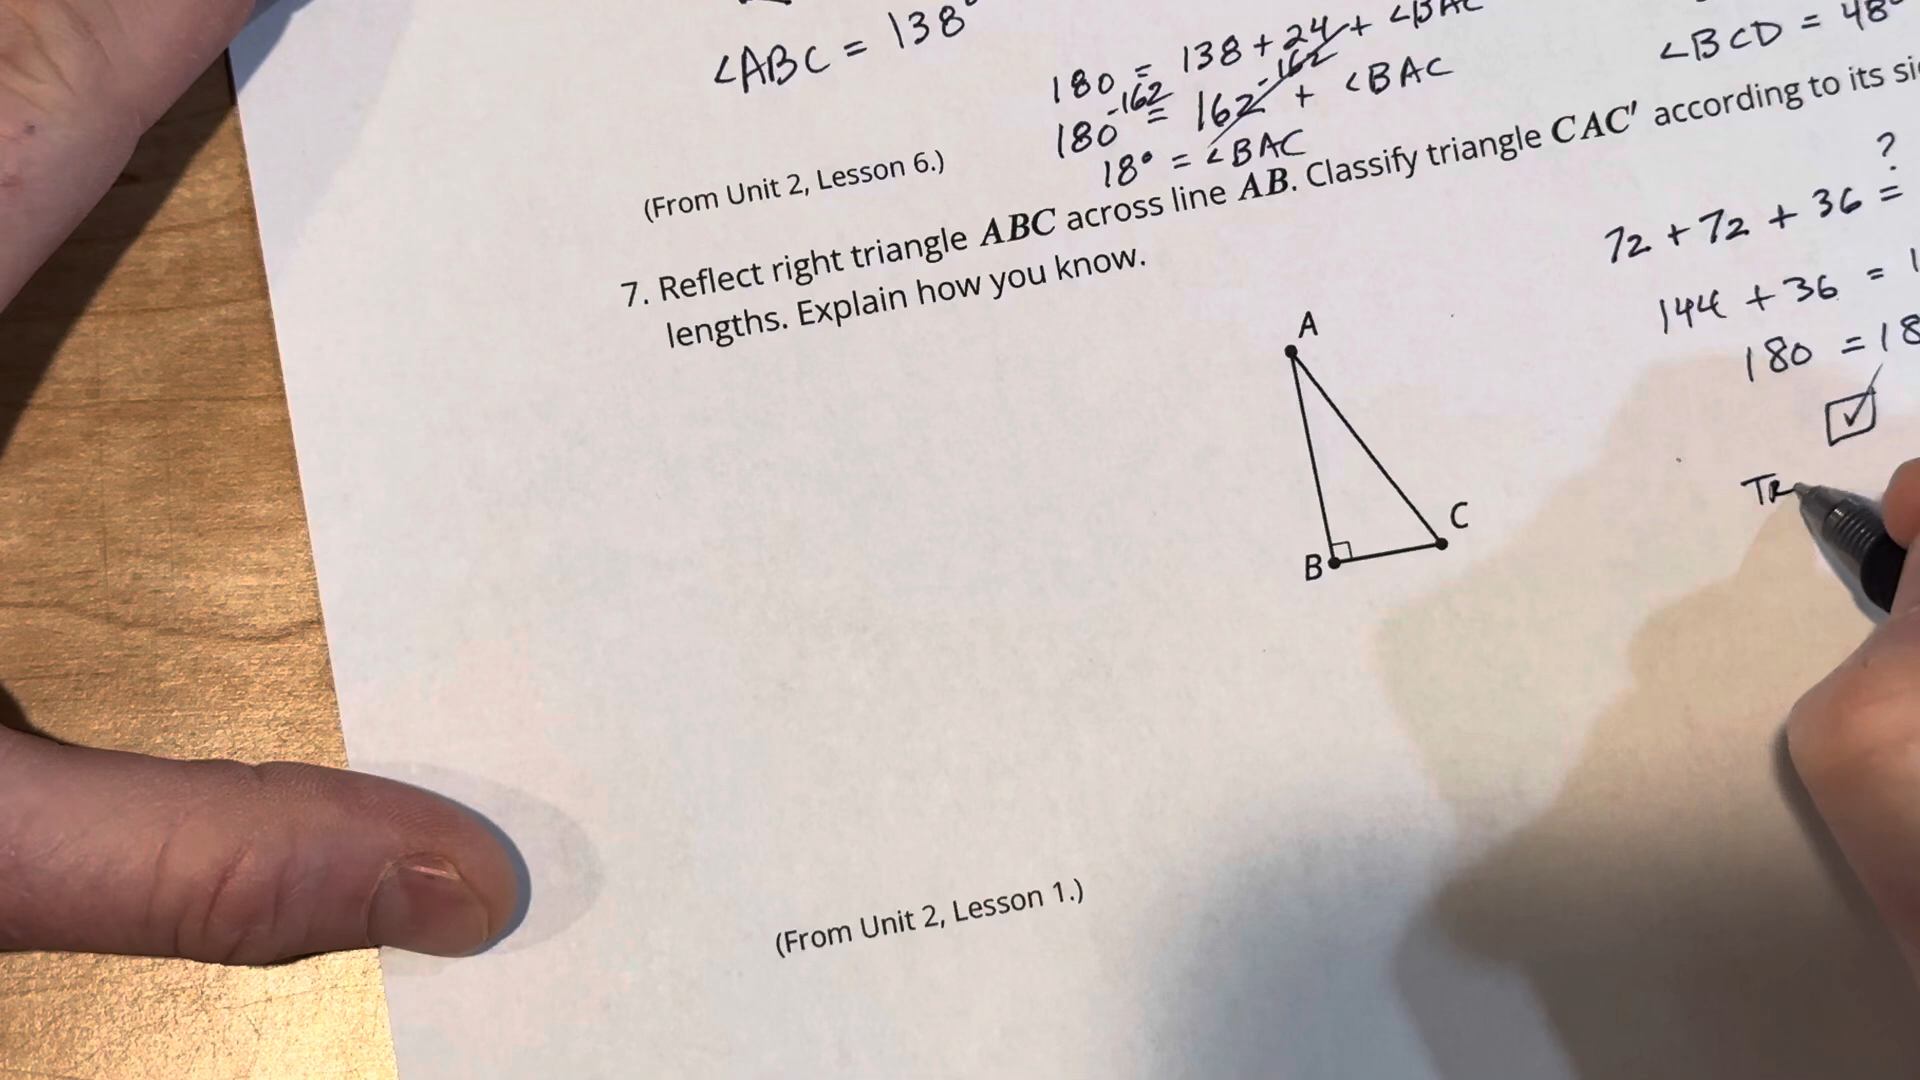 ∠ABC = 138°
180 = 138 + 24 + ∠BAC
-162 -162
180 = 162 + ∠BAC
18° = ∠BAC
∠BCD = 48°
(From Unit 2, Lesson 6.)
7. Reflect right triangle ABC across line AB. Classify triangle CAC′ according to its
lengths. Explain how you know.
?
72 + 72 + 36 =
144 + 36 =
180 = 18
☑
TR
A
C
B
(From Unit 2, Lesson 1.)